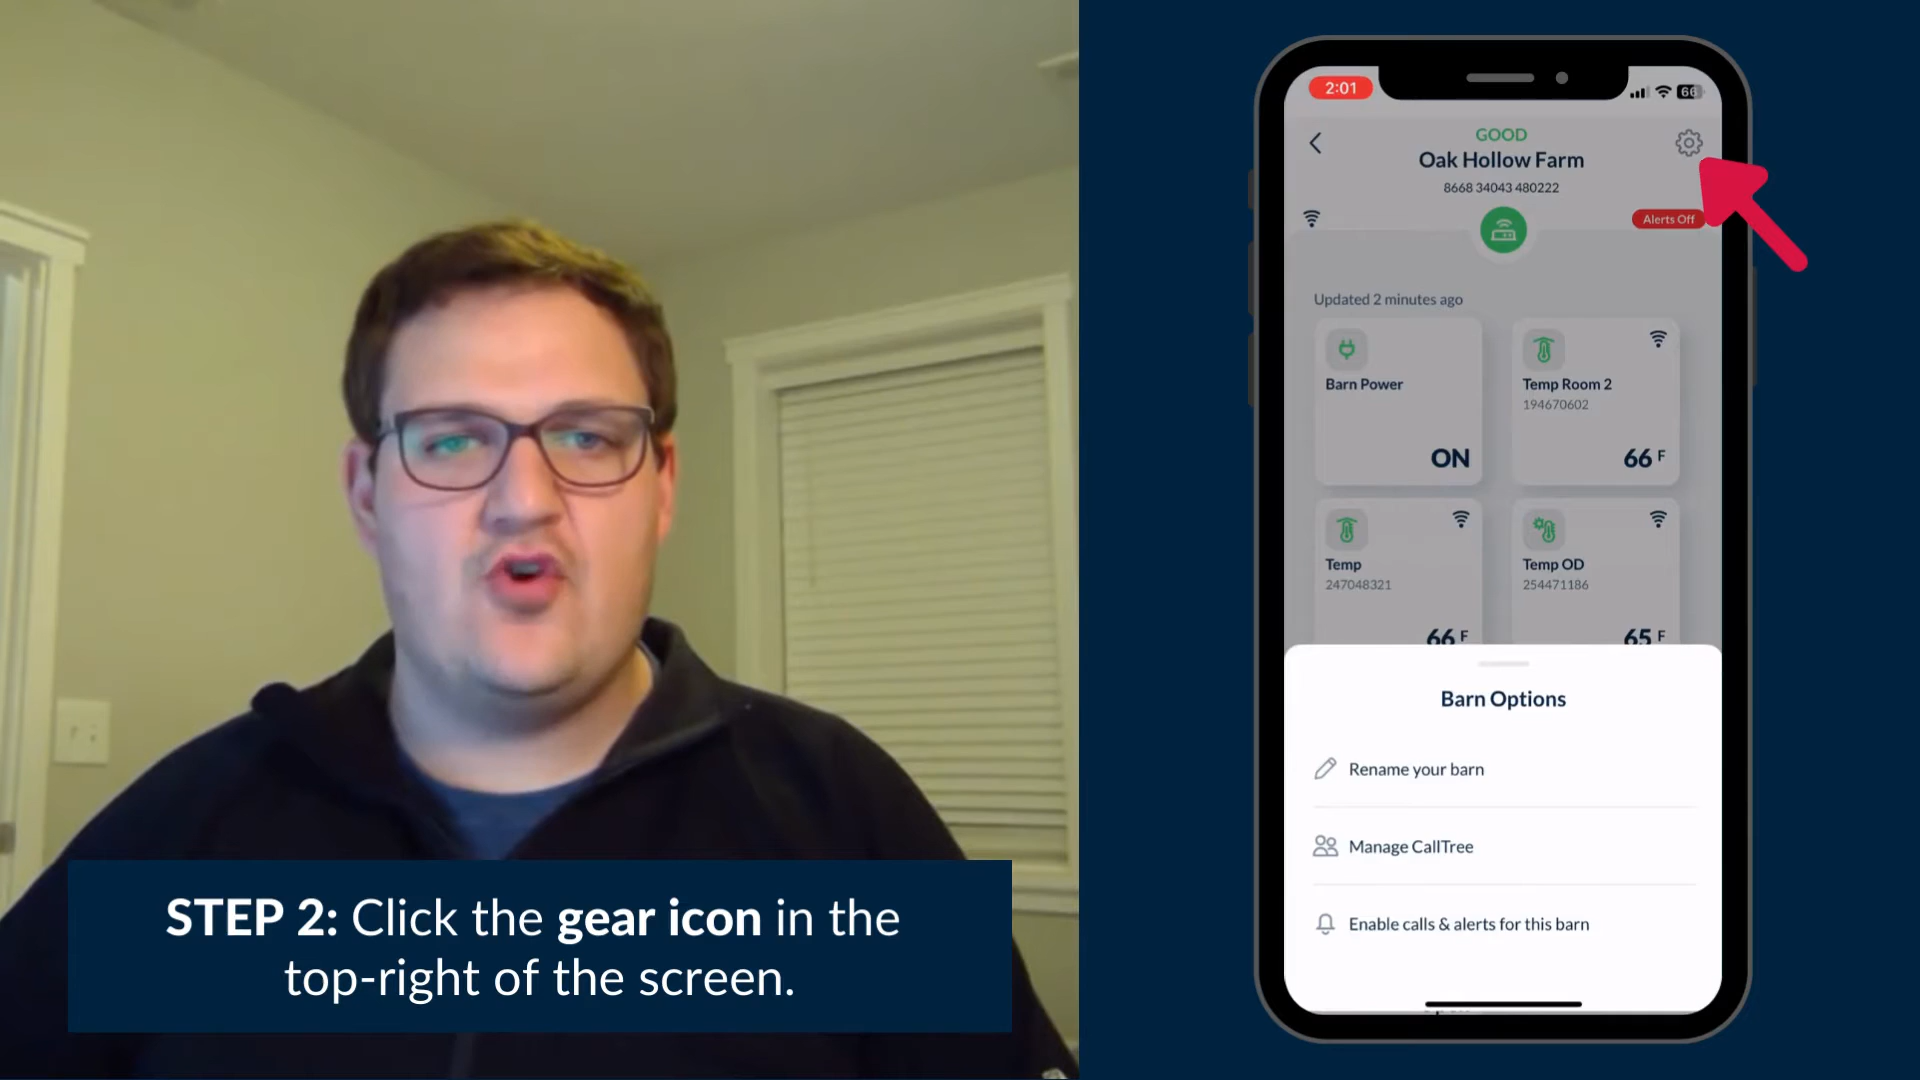 STEP 2: Click the gear icon in the
top-right of the screen.
2:01
66
GOOD
Oak Hollow Farm
8668 34043 480222
Alerts Off
Updated 2 minutes ago
Barn Power
ON
Temp Room 2
194670602
66 F
Temp
247048321
66 F
Temp OD
254471186
65 F
Barn Options
Rename your barn
Manage CallTree
Enable calls & alerts for this barn